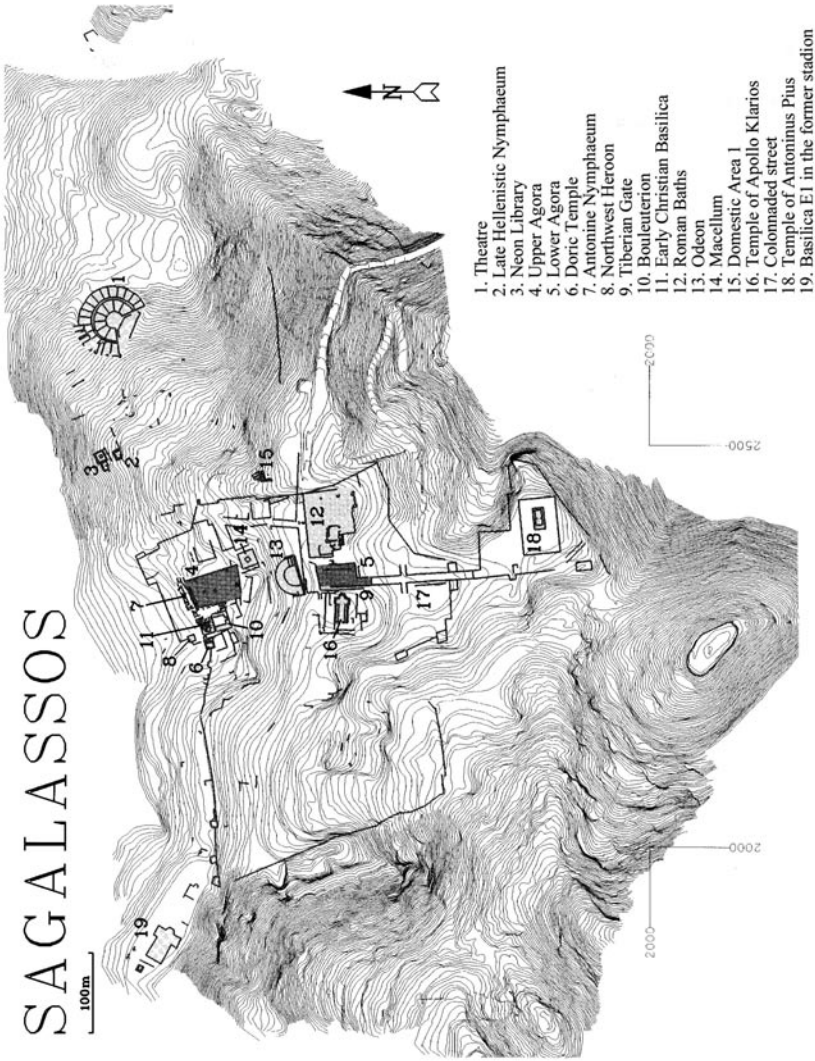 SAGALASSOS
100m
N
1. Theatre
2. Late Hellenistic Nymphaeum
3. Neon Library
4. Upper Agora
5. Lower Agora
6. Doric Temple
7. Antonine Nymphaeum
8. Northwest Heroon
9, Tiberian Gate
10. Bouleuterion
11. Early Christian Basilica
12. Roman Baths
13. Odeon
14. Macellum
15. Domestic Area 1
16. Temple of Apollo Klarios
17. Colonnaded street
18. Temple of Antoninus Pius
19. Basilica E1 in the former stadion
19
11
7
8
6
4
10
14
3
2
1
15
13
12
5
9
16
17
18
2000
2000
2500
2002